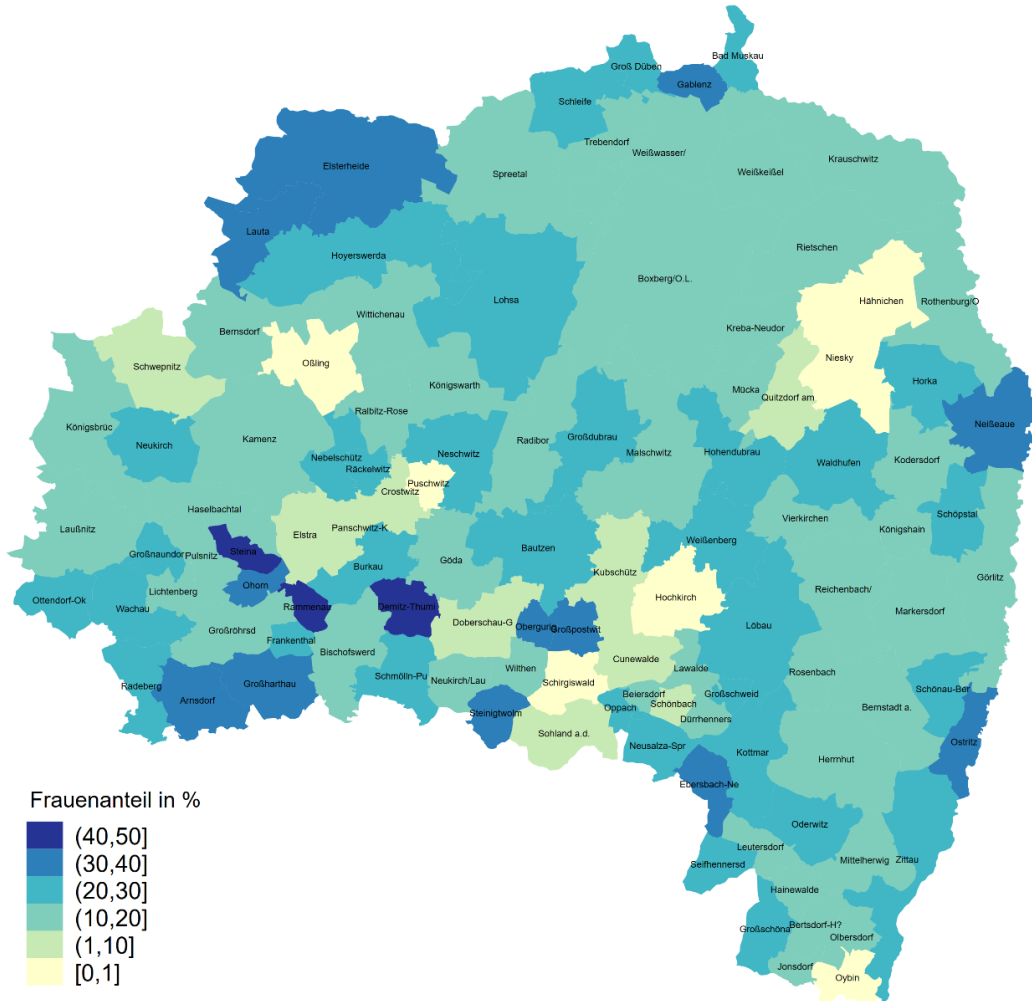 Bad Muskau
Groß Düben
Gablenz
Schleife
Trebendorf
Weißwasser/
Krauschwitz
Elsterheide
Spreetal
Weißkeißel
Lauta
Rietschen
Hoyerswerda
Boxberg/O.L.
Lohsa
Hähnichen
Rothenburg/O
Wittichenau
Bernsdorf
Kreba-Neudor
Oßling
Niesky
Schwepnitz
Horka
Königswarth
Mücka
Quitzdorf am
Ralbitz-Rose
Königsbrüc
Neißeaue
Kamenz
Großdubrau
Neukirch
Radibor
Malschwitz
Hohendubrau
Neschwitz
Nebelschütz
Waldhufen
Kodersdorf
Räckelwitz
Puschwitz
Crostwitz
Haselbachtal
Schöpstal
Vierkirchen
Laußnitz
Panschwitz-K
Königshain
Elstra
Weißenberg
Steina
Bautzen
Großnaundor
Pulsnitz
Göda
Burkau
Kubschütz
Görlitz
Ohorn
Lichtenberg
Reichenbach/
Ottendorf-Ok
Hochkirch
Wachau
Rammenau
Demitz-Thumi
Markersdorf
Löbau
Doberschau-G
Obergurig
Großpostwit
Großröhrsd
Frankenthal
Bischofswerd
Cunewalde
Wilthen
Lawalde
Rosenbach
Schmölln-Pu
Neukirch/Lau
Schirgiswald
Radeberg
Großharthau
Beiersdorf
Großschweid
Schönau-Ber
Arnsdorf
Schönbach
Oppach
Bernstadt a.
Steinigtwolm
Dürrhenners
Sohland a.d.
Ostritz
Neusalza-Spr
Kottmar
Herrnhut
Ebersbach-Ne
Frauenanteil in %
(40,50]
(30,40]
(20,30]
(10,20]
(1,10]
[0,1]
Oderwitz
Leutersdorf
Mittelherwig
Zittau
Seifhennersd
Hainewalde
Großschöna
Bertsdorf-H?
Olbersdorf
Jonsdorf
Oybin